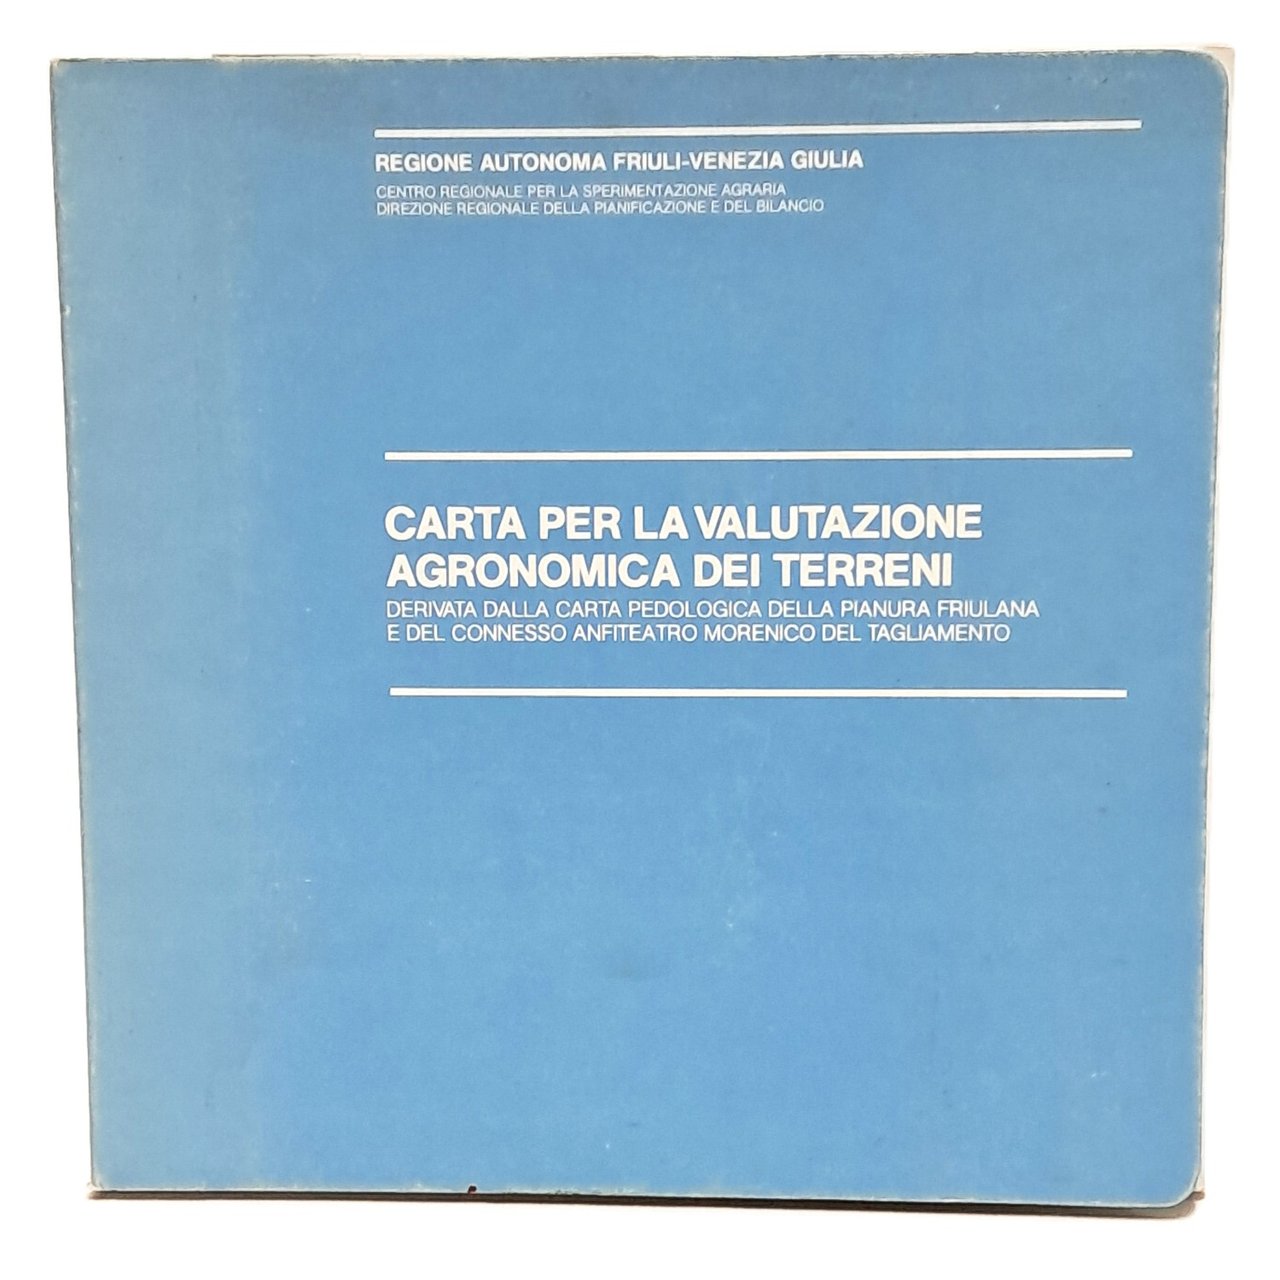 REGIONE AUTONOMA FRIULI-VENEZIA GIULIA
CENTRO REGIONALE PER LA SPERIMENTAZIONE AGRARIA
DIREZIONE REGIONALE DELLA PIANIFICAZIONE E DEL BILANCIO
CARTA PER LA VALUTAZIONE
AGRONOMICA DEI TERRENI
DERIVATA DALLA CARTA PEDOLOGICA DELLA PIANURA FRIULANA
E DEL CONNESSO ANFITEATRO MORENICO DEL TAGLIAMENTO